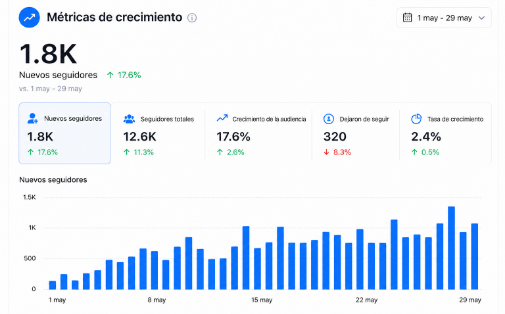 Métricas de crecimiento
1 may - 29 may
1.8K
Nuevos seguidores ↑ 17.6%
vs. 1 may - 29 may
Nuevos seguidores
1.8K
↑ 17.6%
Seguidores totales
12.6K
↑ 11.3%
Crecimiento de la audiencia
17.6%
↑ 2.6%
Dejaron de seguir
320
↓ 8.3%
Tasa de crecimiento
2.4%
↑ 0.5%
Nuevos seguidores
1.5K
1K
500
0
1 may 8 may 15 may 22 may 29 may